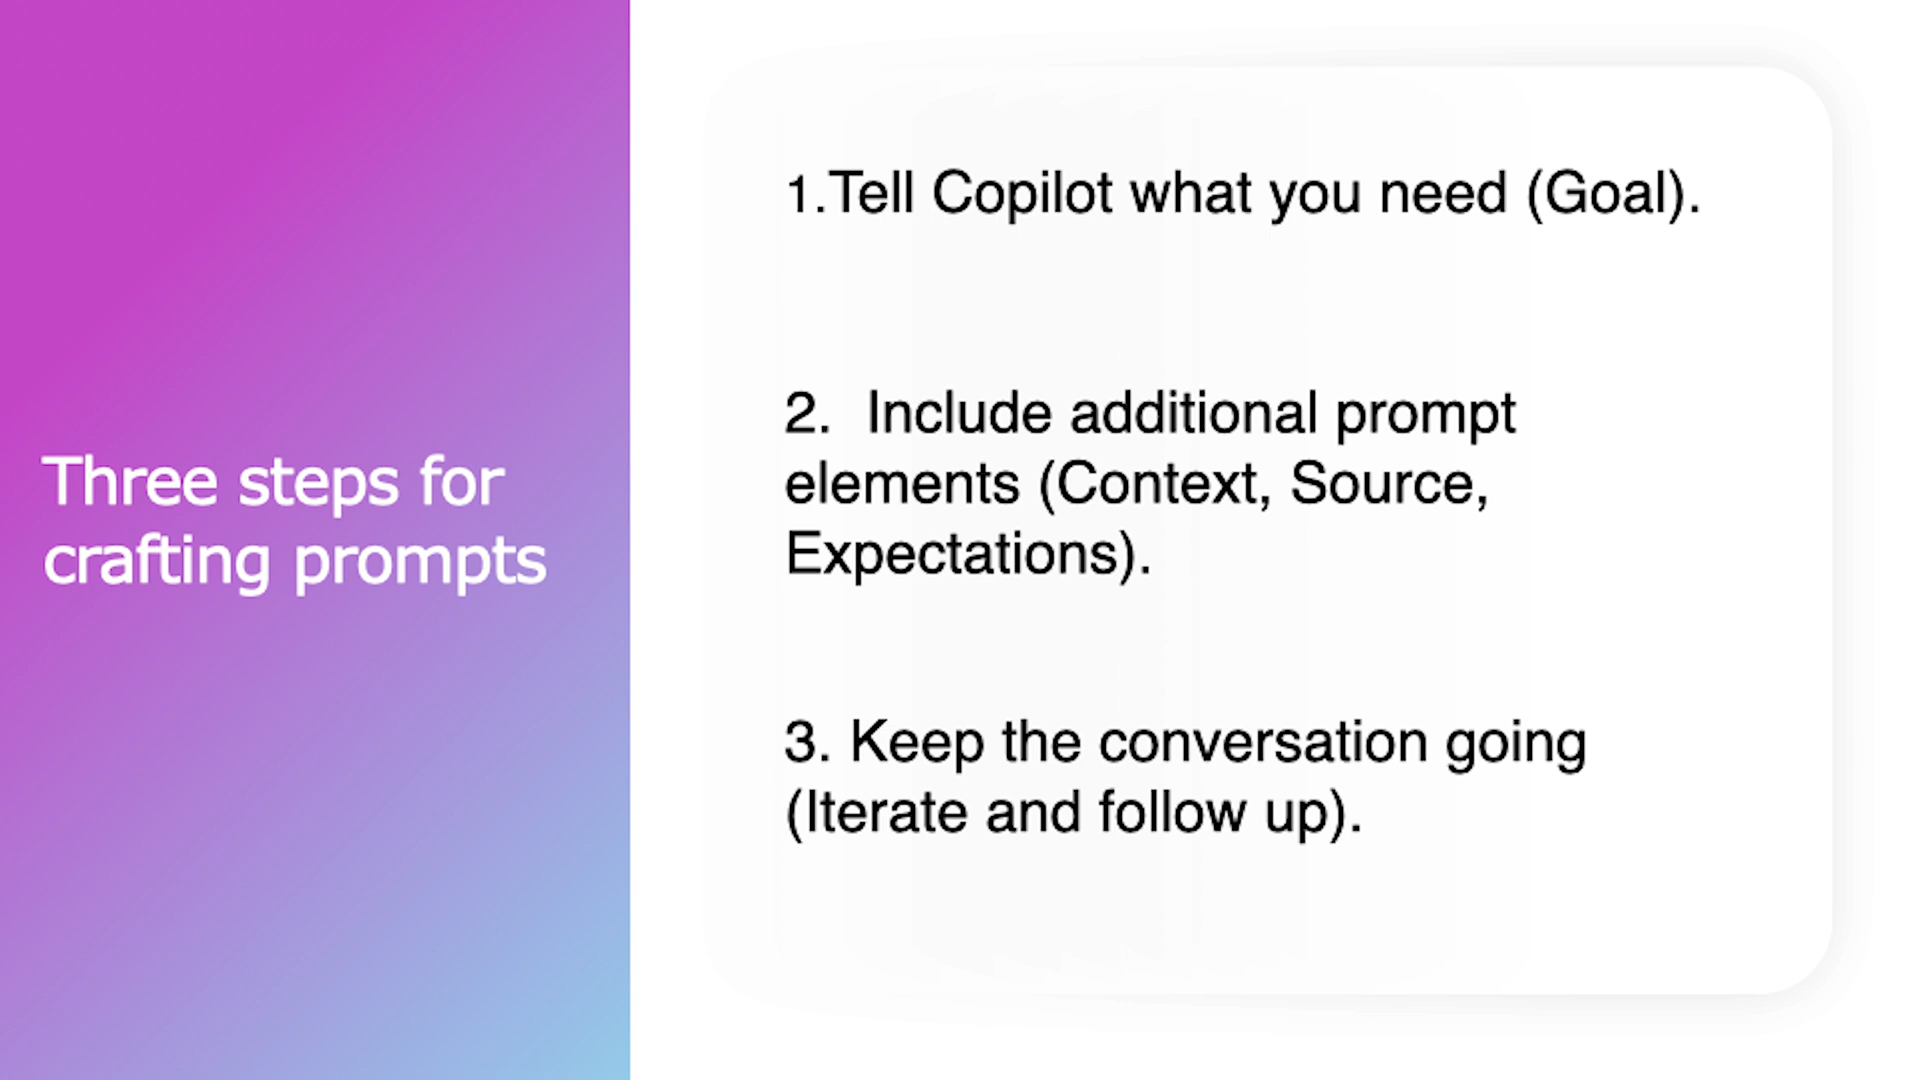 Three steps for
crafting prompts
1.Tell Copilot what you need (Goal).
2.  Include additional prompt
elements (Context, Source,
Expectations).
3. Keep the conversation going
(Iterate and follow up).